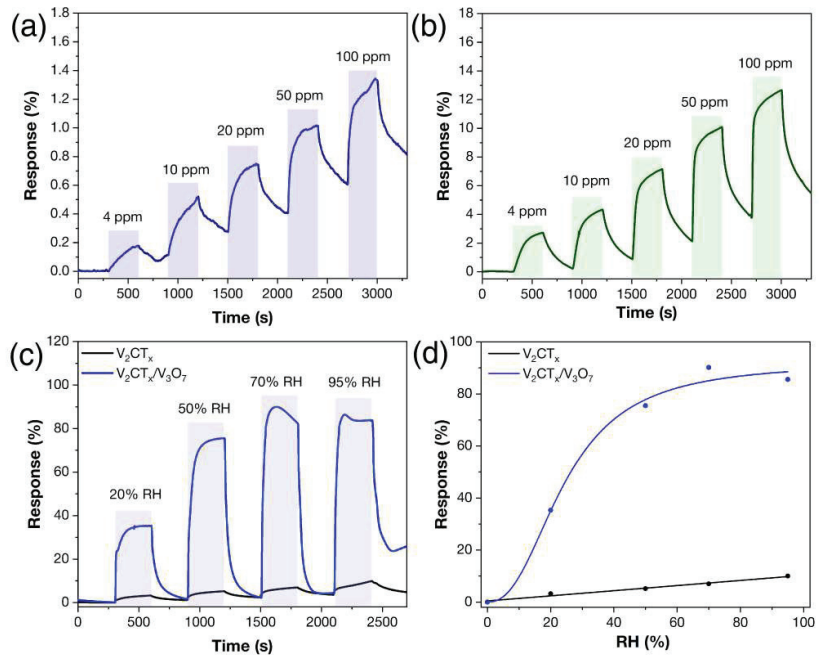 (a)
1.8
1.6
1.4
1.2
1.0
0.8
0.6
0.4
0.2
0.0
Response (%)
4 ppm
10 ppm
20 ppm
50 ppm
100 ppm
0 500 1000 1500 2000 2500 3000
Time (s)
(b)
18
16
14
12
10
8
6
4
2
0
Response (%)
4 ppm
10 ppm
20 ppm
50 ppm
100 ppm
0 500 1000 1500 2000 2500 3000
Time (s)
(c)
120
100
80
60
40
20
0
Response (%)
V₂CTₓ
V₂CTₓ/V₃O₇
20% RH
50% RH
70% RH
95% RH
0 500 1000 1500 2000 2500
Time (s)
(d)
100
80
60
40
20
0
Response (%)
V₂CTₓ
V₂CTₓ/V₃O₇
0 20 40 60 80 100
RH (%)